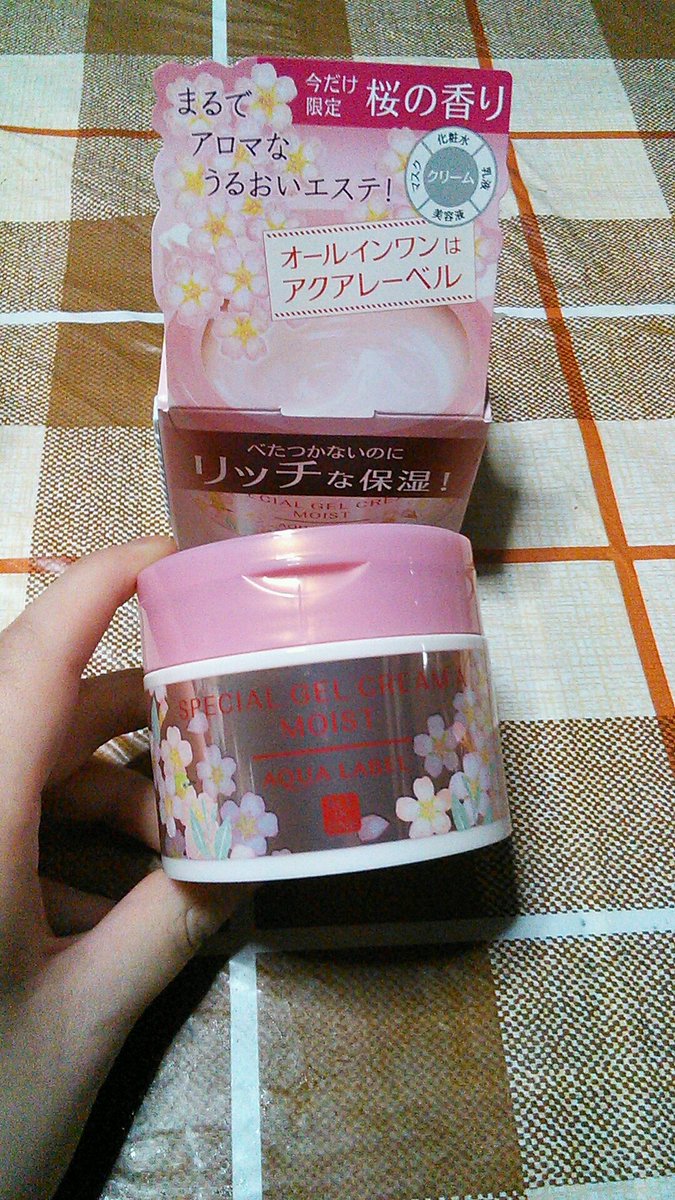 今だけ
限定
桜の香り
まるで
アロマな
うるおいエステ!
化粧水
乳液
美容液
マスク
クリーム
オールインワンは
アクアレーベル
べたつかないのに
リッチな保湿!
SPECIAL GEL CRE
MOIST
SPECIAL GEL CREAM A
MOIST
AQUA LABEL